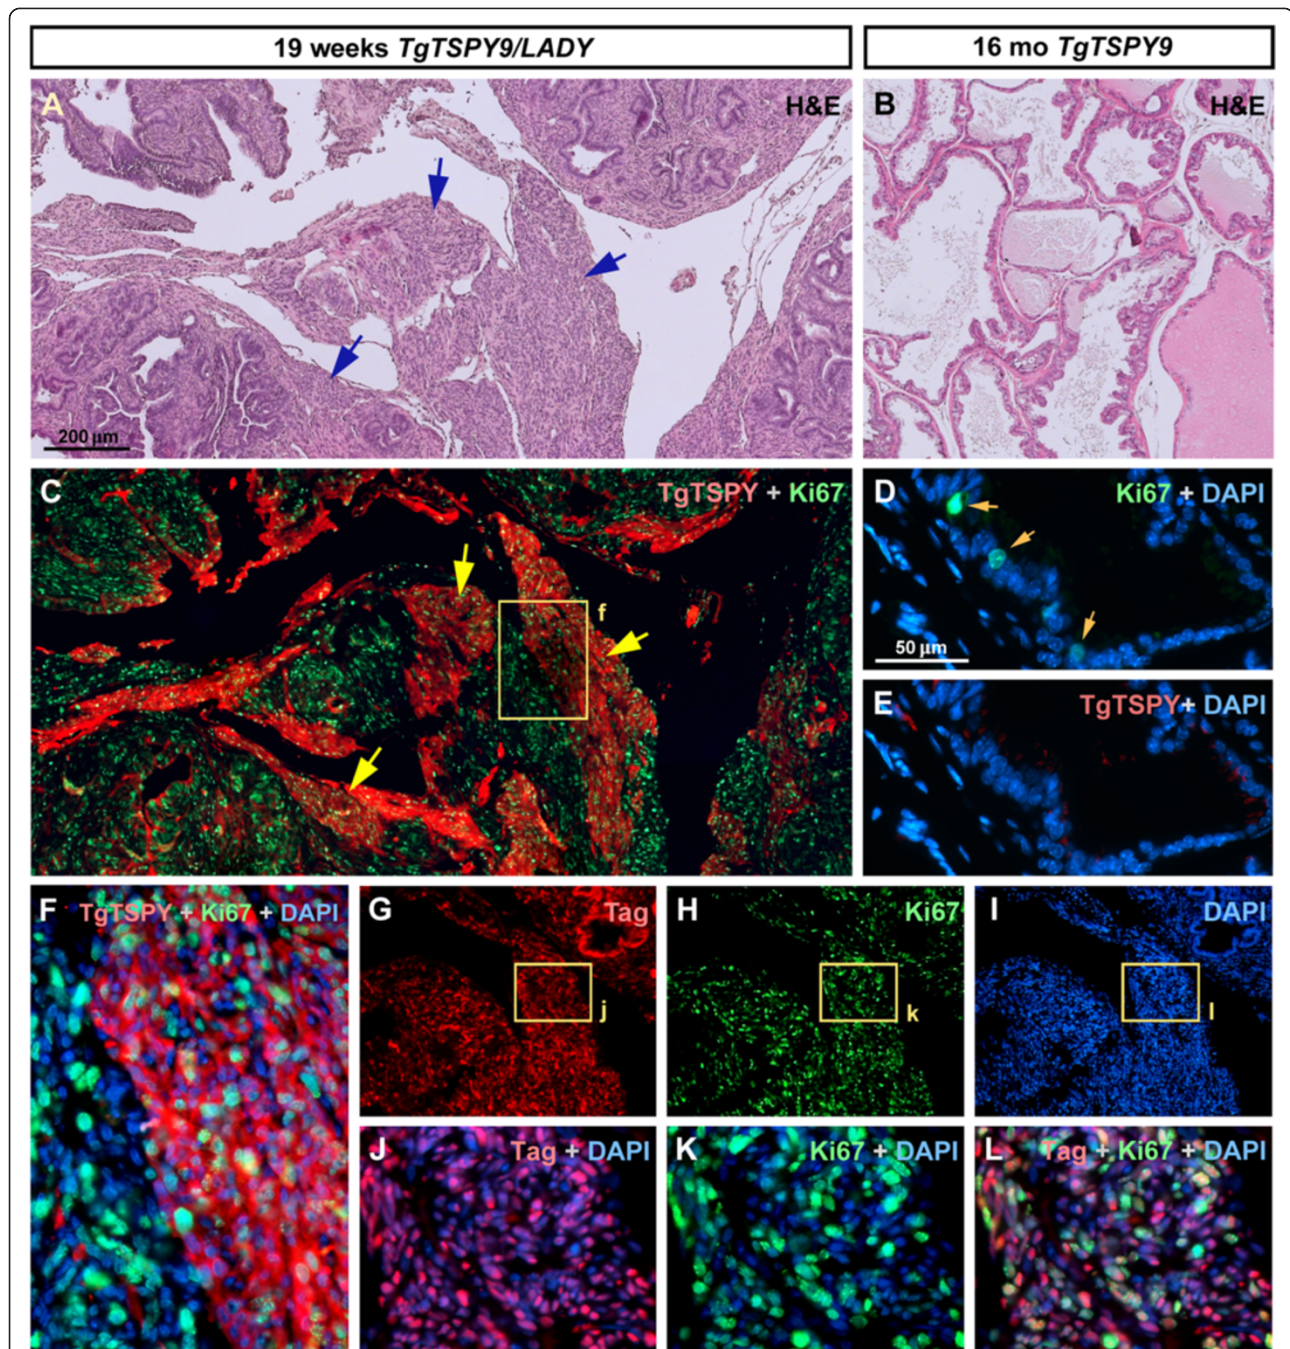 19 weeks TgTSPY9/LADY
16 mo TgTSPY9
A
H&E
200 µm
B
H&E
C
TgTSPY + Ki67
f
D
Ki67 + DAPI
50 µm
E
TgTSPY+ DAPI
F
TgTSPY + Ki67 + DAPI
G
Tag
j
H
Ki67
k
I
DAPI
l
J
Tag + DAPI
K
Ki67 + DAPI
L
Tag + Ki67 + DAPI